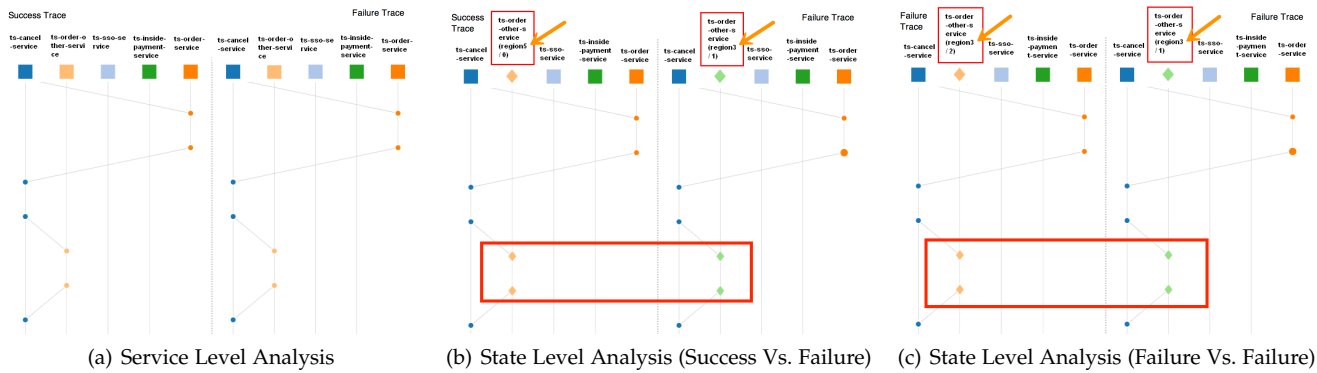 Success Trace
Failure Trace
ts-cancel
-service
ts-order-o
ther-servi
ce
ts-sso-se
rvice
ts-inside-
payment-
service
ts-order-
service
ts-cancel
-service
ts-order-o
ther-servi
ce
ts-sso-se
rvice
ts-inside-
payment-
service
ts-order-
service
(a) Service Level Analysis
Success
Trace
Failure Trace
ts-cancel
-service
ts-order
-other-s
ervice
(region5
/ 0)
ts-sso-
service
ts-inside
-payment
-service
ts-order-
service
ts-cancel
-service
ts-order
-other-s
ervice
(region3
/ 1)
ts-sso-
service
ts-inside
-payment
-service
ts-order-
service
(b) State Level Analysis (Success Vs. Failure)
Failure
Trace
Failure Trace
ts-cancel
-service
ts-order
-other-s
ervice
(region3
/ 2)
ts-sso-
service
ts-inside
-paymen
t-service
ts-order-
service
ts-cancel
-service
ts-order
-other-s
ervice
(region3
/ 1)
ts-sso-
service
ts-inside
-paymen
t-service
ts-order-
service
(c) State Level Analysis (Failure Vs. Failure)